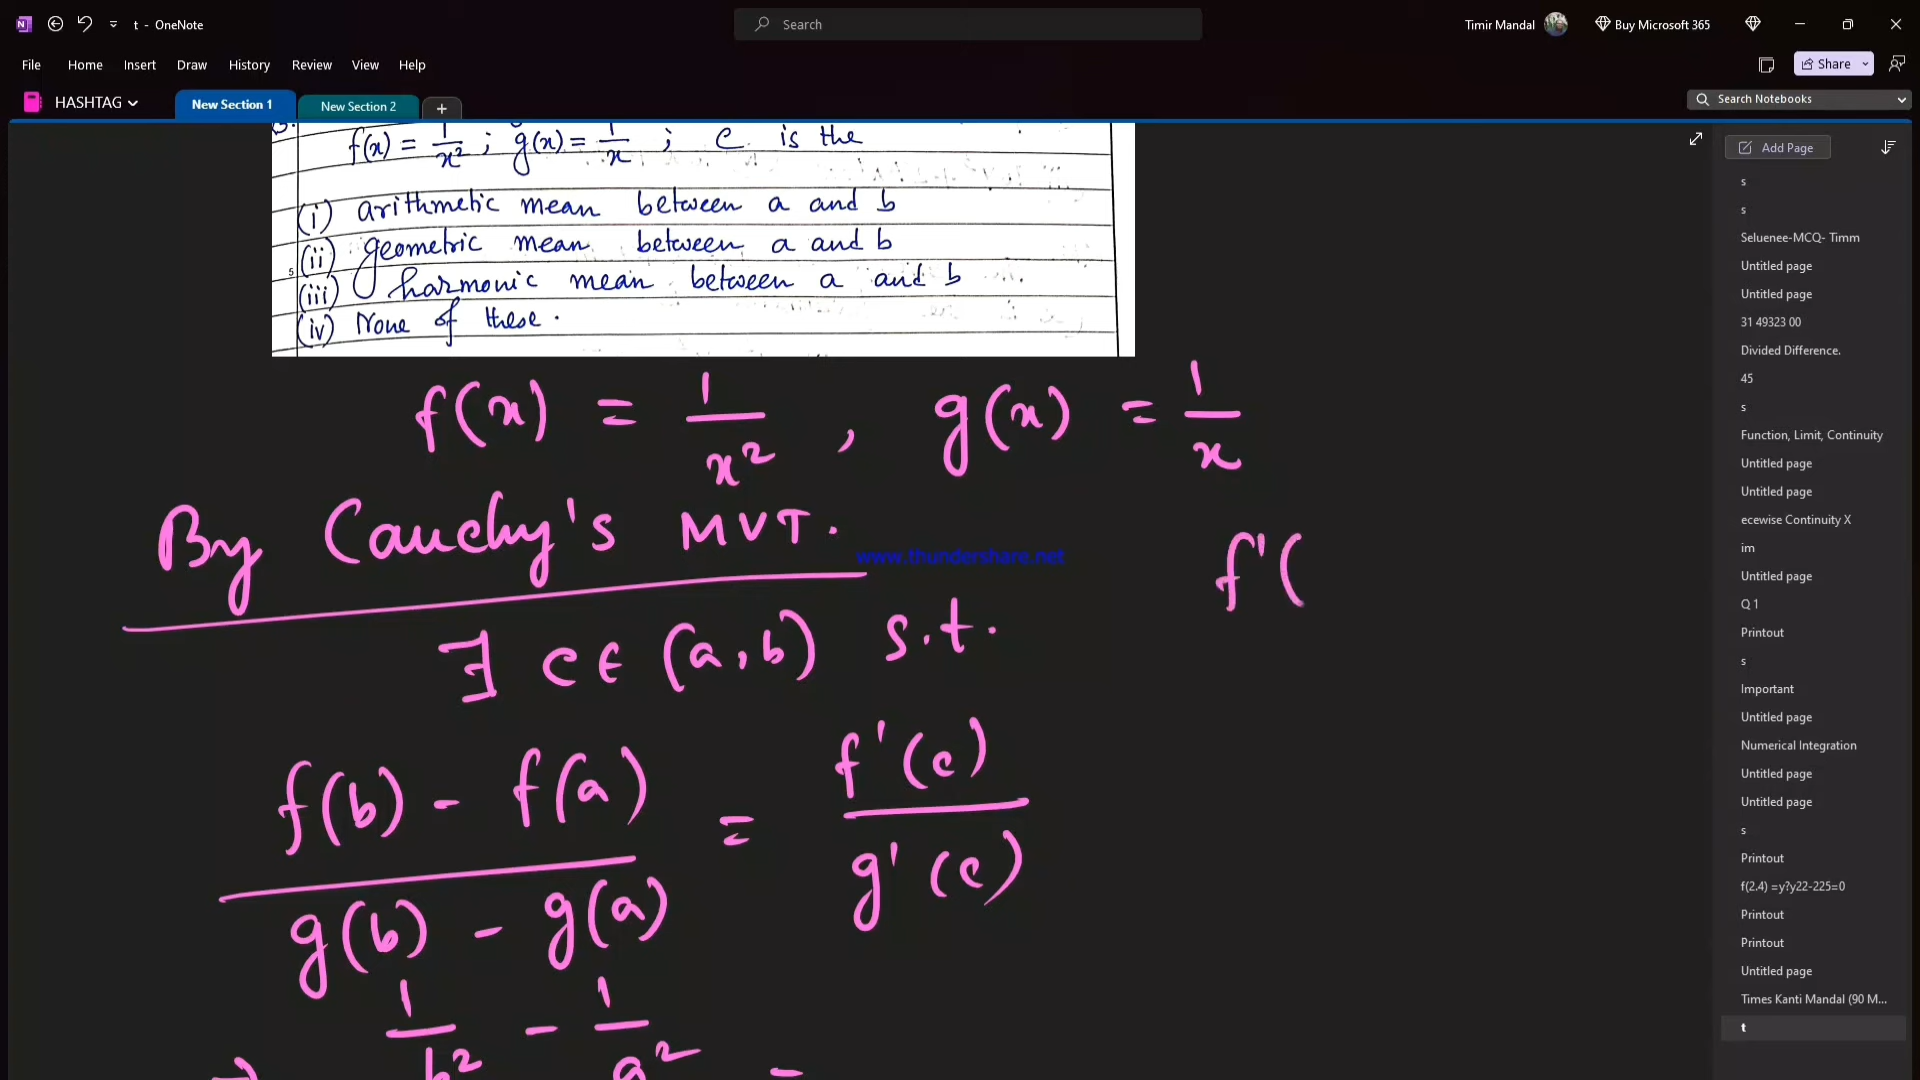 t - OneNote
Search
Timir Mandal
Buy Microsoft 365
File Home Insert Draw History Review View Help
Share
HASHTAG
New Section 1
New Section 2
+
Search Notebooks
Add Page
f(x) = 1/x² ; g(x) = 1/x ; c is the
(i) arithmetic mean between a and b
(ii) geometric mean between a and b
5
(iii) harmonic mean between a and b
(iv) None of these.
f(x) = 1/x² , g(x) = 1/x
By Cauchy's MVT.
www.thundershare.net
f'(
∃ c ∈ (a, b) s.t.
f(b) - f(a) / g(b) - g(a) = f'(c) / g'(c)
⇒ 1/b² - 1/a² =
s
s
Seluenee-MCQ- Timm
Untitled page
Untitled page
31 49323 00
Divided Difference.
45
s
Function, Limit, Continuity
Untitled page
Untitled page
ecewise Continuity X
im
Untitled page
Q 1
Printout
s
Important
Untitled page
Numerical Integration
Untitled page
Untitled page
s
Printout
f(2.4) =y?y22-225=0
Printout
Printout
Untitled page
Times Kanti Mandal (90 M...
t